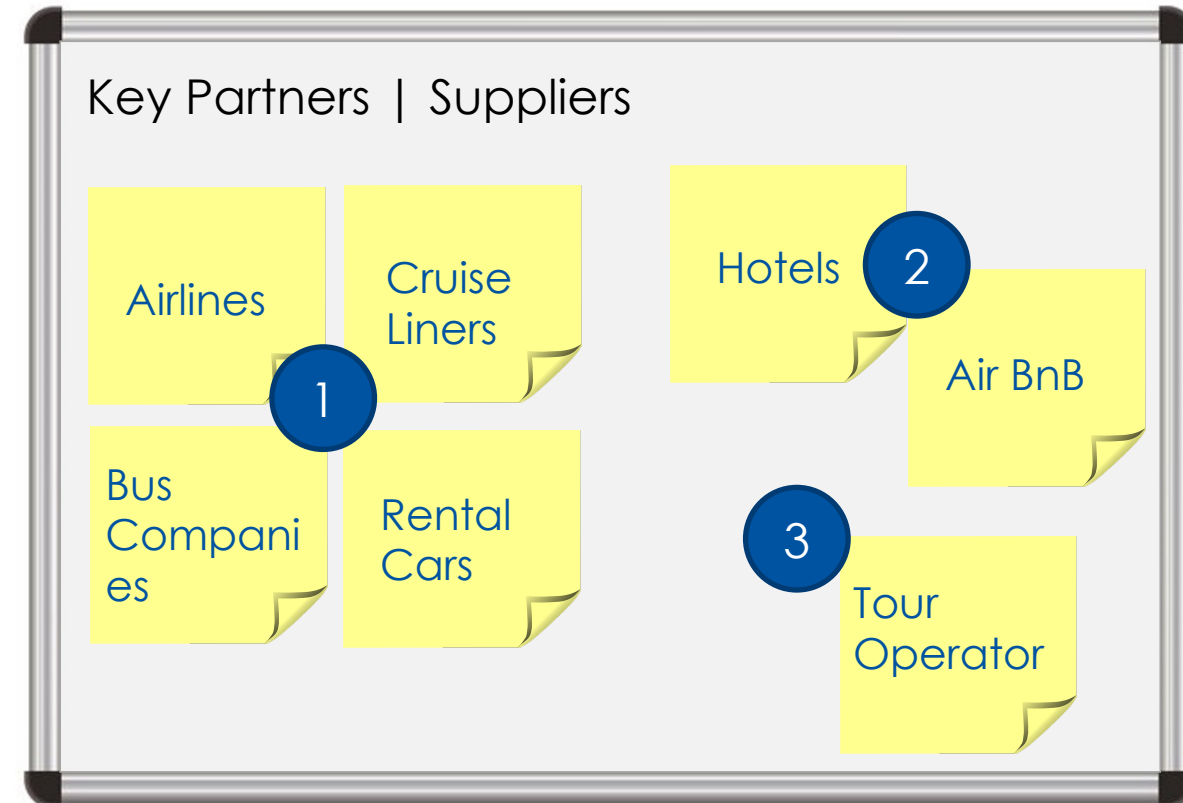 Key Partners | Suppliers
Airlines
Cruise
Liners
1
Bus
Compani
es
Rental
Cars
Hotels
2
Air BnB
3
Tour
Operator